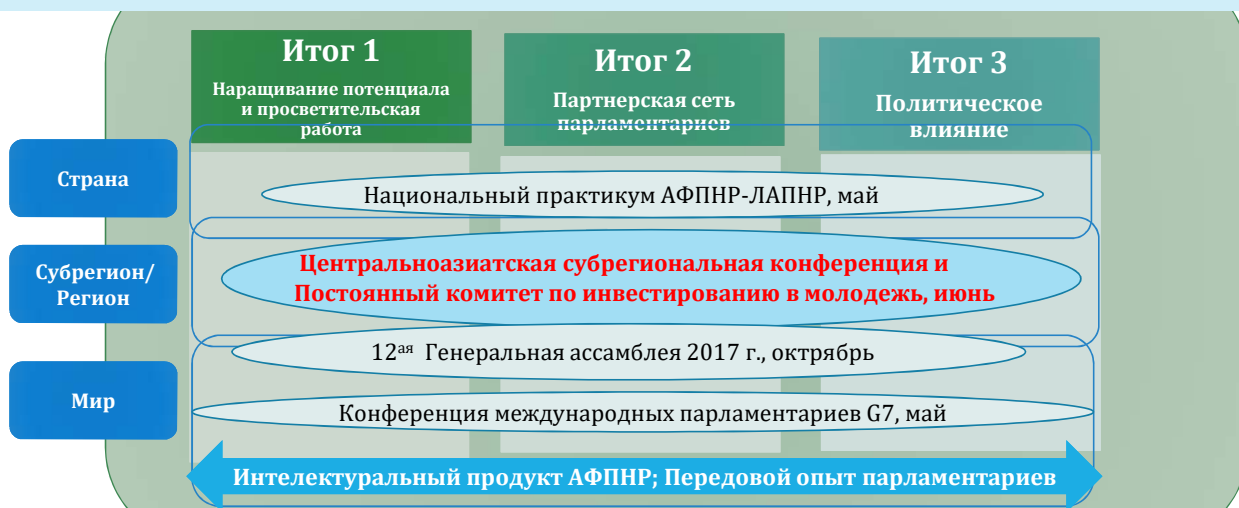 Итог 1
Наращивание потенциала
и просветительская
работа
Итог 2
Партнерская сеть
парламентариев
Итог 3
Политическое
влияние
Страна
Национальный практикум АФПНР-ЛАПНР, май
Субрегион/
Регион
Центральноазиатская субрегиональная конференция и
Постоянный комитет по инвестированию в молодежь, июнь
12ая Генеральная ассамблея 2017 г., октрябрь
Мир
Конференция международных парламентариев G7, май
Интелектуральный продукт АФПНР; Передовой опыт парламентариев